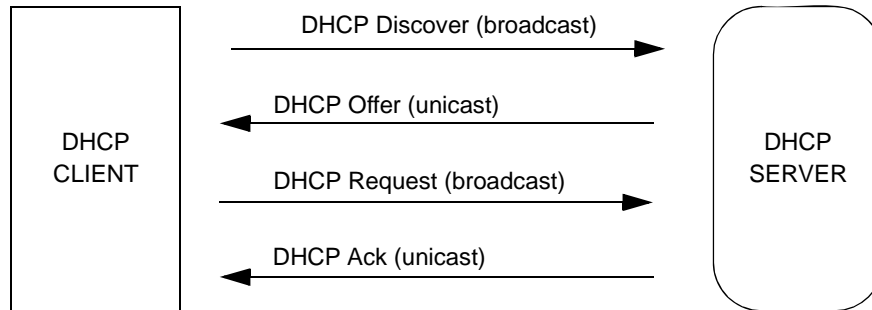 DHCP Discover (broadcast)
DHCP Offer (unicast)
DHCP
CLIENT
DHCP
SERVER
DHCP Request (broadcast)
DHCP Ack (unicast)